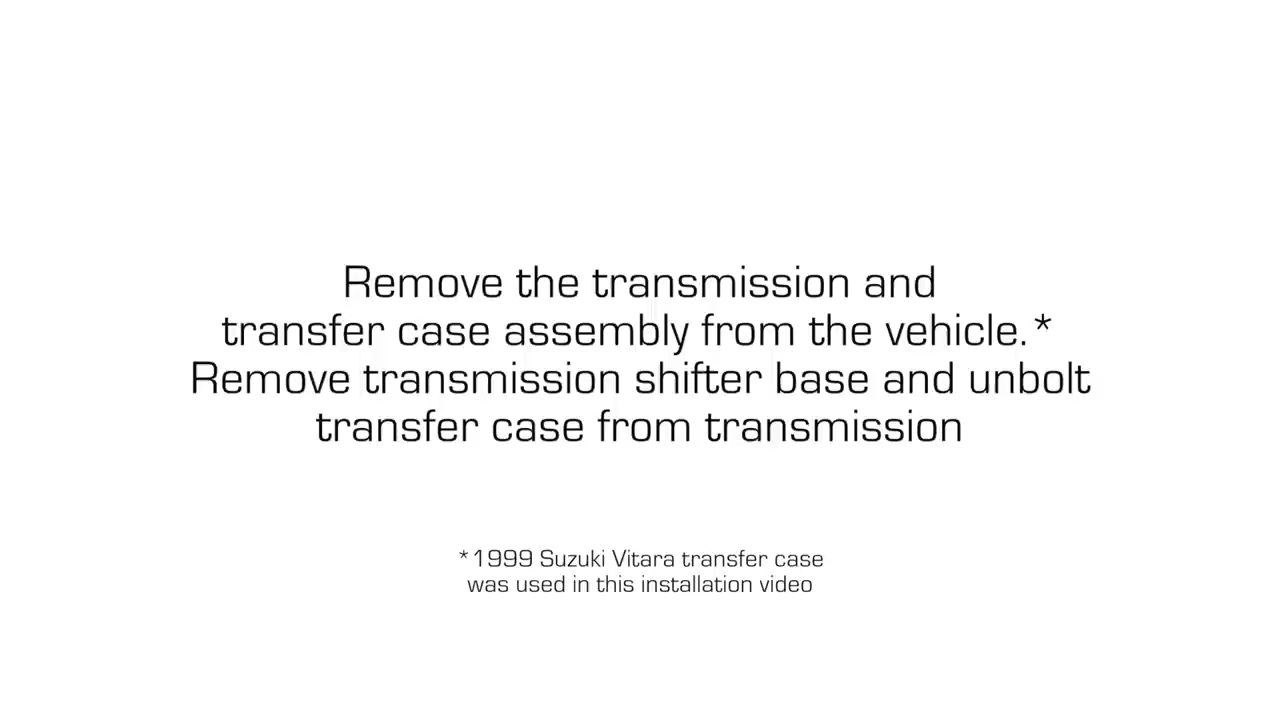 Remove the transmission and
transfer case assembly from the vehicle.*
Remove transmission shifter base and unbolt
transfer case from transmission
*1999 Suzuki Vitara transfer case
was used in this installation video